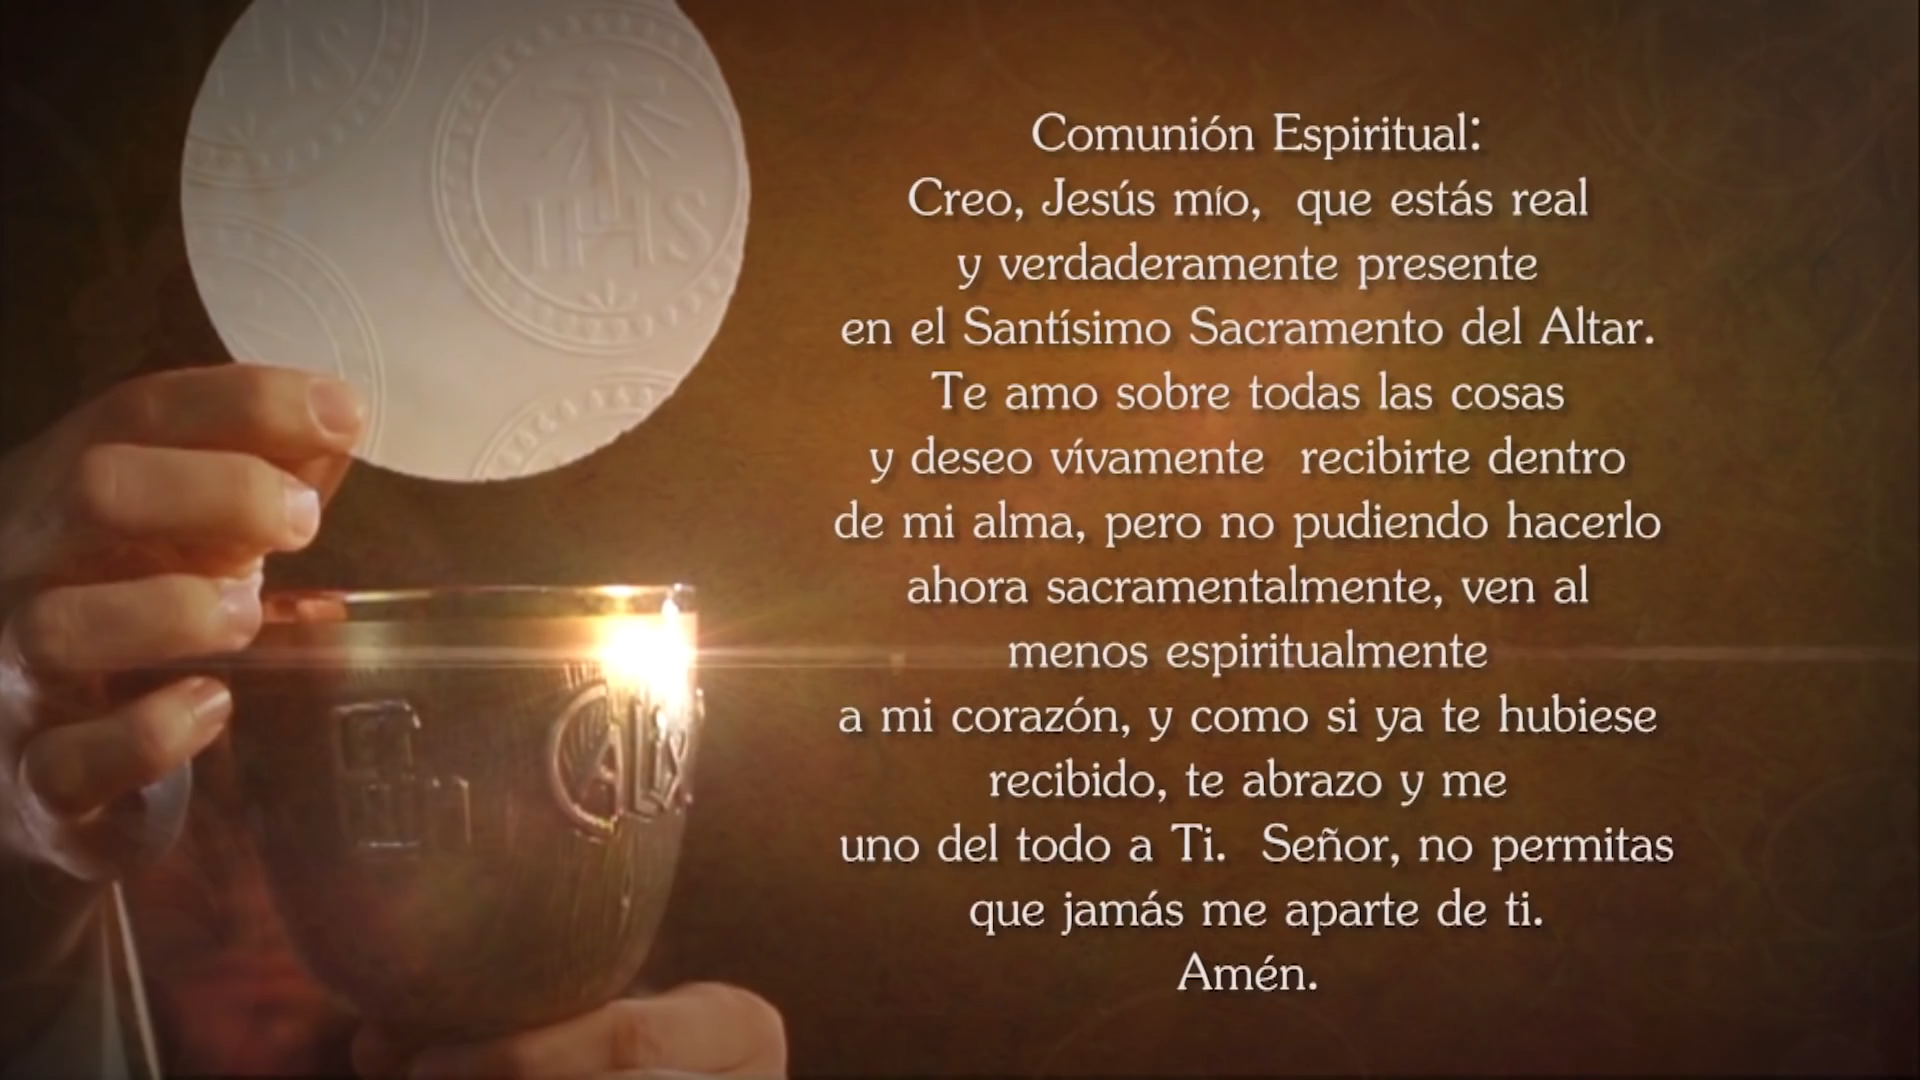 Comunión Espiritual:
Creo, Jesús mío, que estás real
y verdaderamente presente
en el Santísimo Sacramento del Altar.
Te amo sobre todas las cosas
y deseo vívamente recibirte dentro
de mi alma, pero no pudiendo hacerlo
ahora sacramentalmente, ven al
menos espiritualmente
a mi corazón, y como si ya te hubiese
recibido, te abrazo y me
uno del todo a Ti. Señor, no permitas
que jamás me aparte de ti.
Amén.
IHS
CALIX